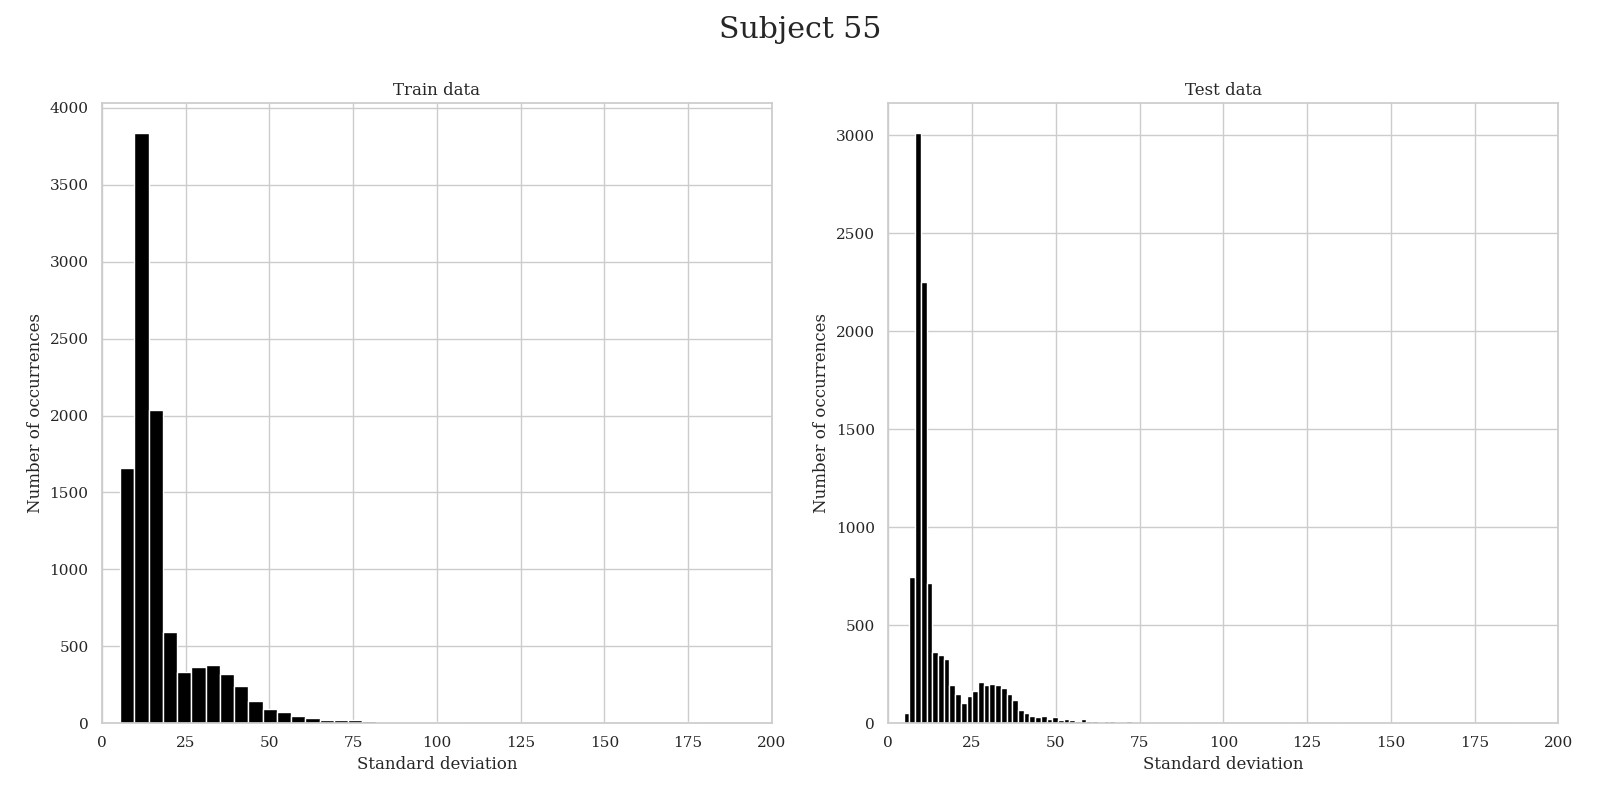 Subject 55
Train data
Number of occurrences
4000
3500
3000
2500
2000
1500
1000
500
0
0 25 50 75 100 125 150 175 200
Standard deviation
Test data
Number of occurrences
3000
2500
2000
1500
1000
500
0
0 25 50 75 100 125 150 175 200
Standard deviation